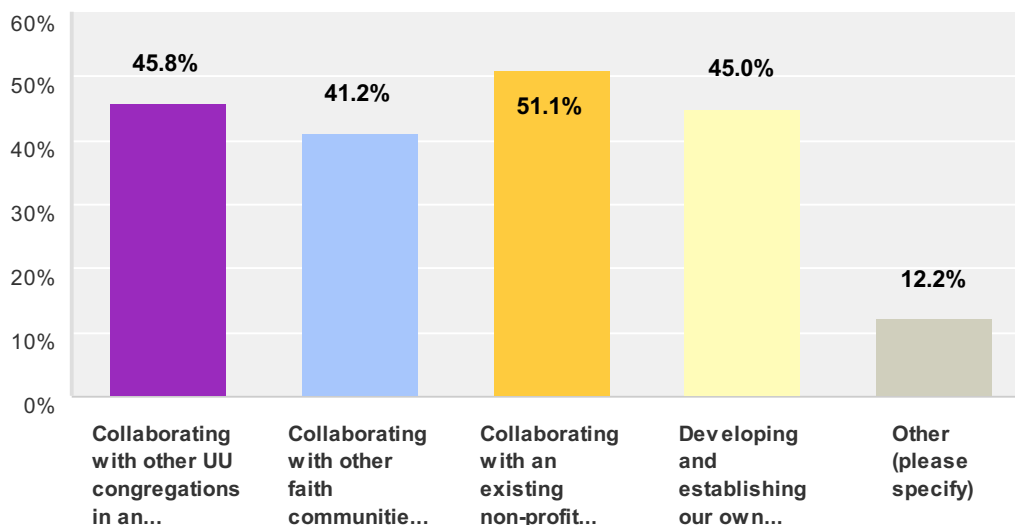 60%
50%
40%
30%
20%
10%
0%
45.8%
41.2%
51.1%
45.0%
12.2%
Collaborating
with other UU
congregations
in an...
Collaborating
with other
faith
communitie...
Collaborating
with an
existing
non-profit...
Developing
and
establishing
our own...
Other
(please
specify)